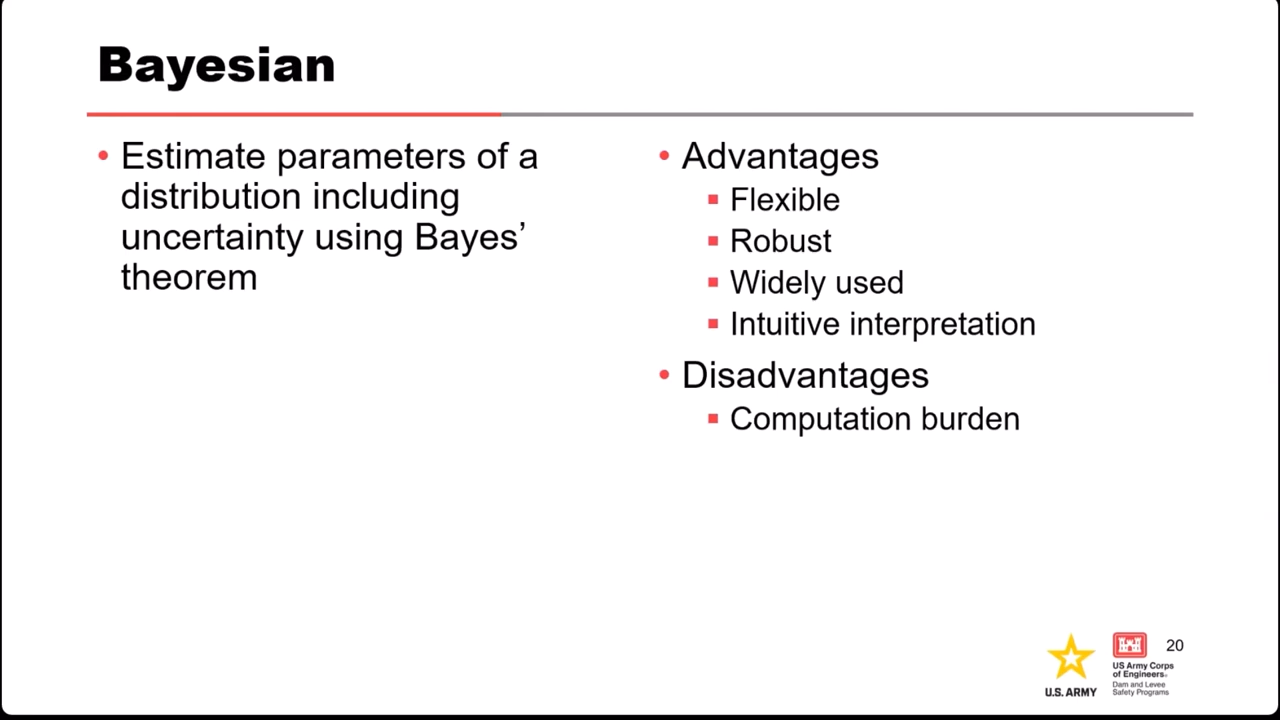 Bayesian
• Estimate parameters of a
distribution including
uncertainty using Bayes’
theorem
• Advantages
▪ Flexible
▪ Robust
▪ Widely used
▪ Intuitive interpretation
• Disadvantages
▪ Computation burden
U.S. ARMY
US Army Corps
of Engineers®
Dam and Levee
Safety Programs
20